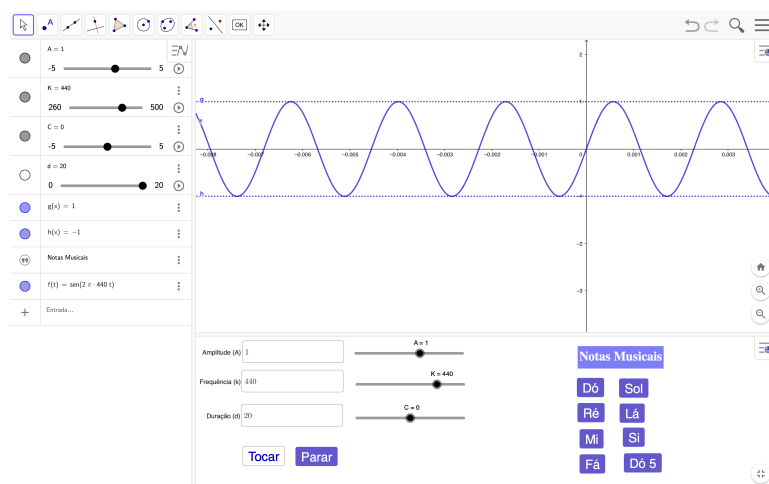 OK
A = 1
-5
5
K = 440
260
500
C = 0
-5
5
d = 20
0
20
g(x) = 1
h(x) = −1
Notas Musicais
f(t) = sen(2 π · 440 t)
Entrada...
g
f
h
2
1
−1
−2
−3
−0.008
−0.007
−0.006
−0.005
−0.004
−0.003
−0.002
−0.001
0
0.001
0.002
0.003
Amplitude (A) 1
A = 1
Frequência (k) 440
K = 440
Duração (d) 20
C = 0
Tocar
Parar
Notas Musicais
Dó
Sol
Ré
Lá
Mi
Si
Fá
Dó 5